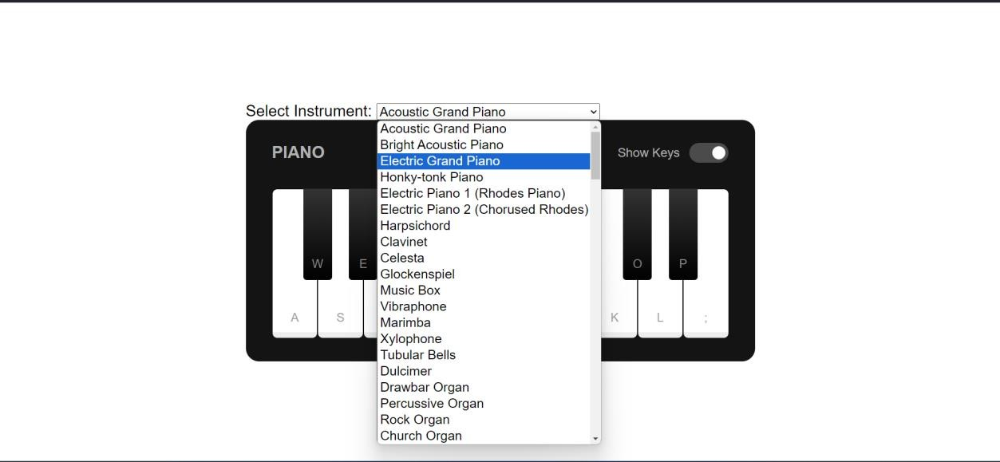 Select Instrument: Acoustic Grand Piano
PIANO
Show Keys
Acoustic Grand Piano
Bright Acoustic Piano
Electric Grand Piano
Honky-tonk Piano
Electric Piano 1 (Rhodes Piano)
Electric Piano 2 (Chorused Rhodes)
Harpsichord
Clavinet
Celesta
Glockenspiel
Music Box
Vibraphone
Marimba
Xylophone
Tubular Bells
Dulcimer
Drawbar Organ
Percussive Organ
Rock Organ
Church Organ
W E O P
A S K L ;